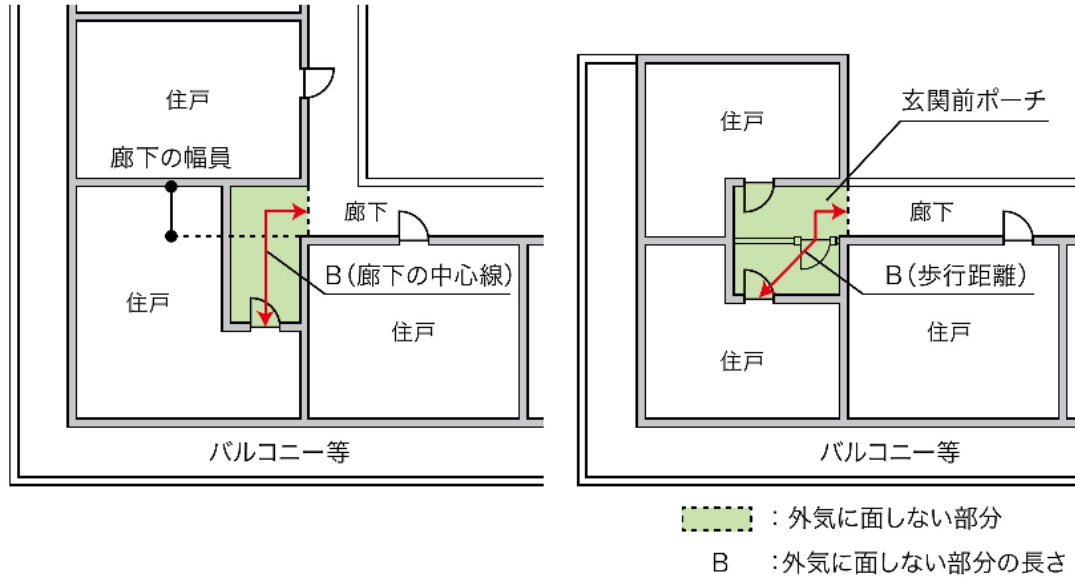 住戸
廊下の幅員
廊下
B(廊下の中心線)
住戸
住戸
バルコニー等
玄関前ポーチ
住戸
廊下
B(歩行距離)
住戸
住戸
バルコニー等
:外気に面しない部分
B :外気に面しない部分の長さ